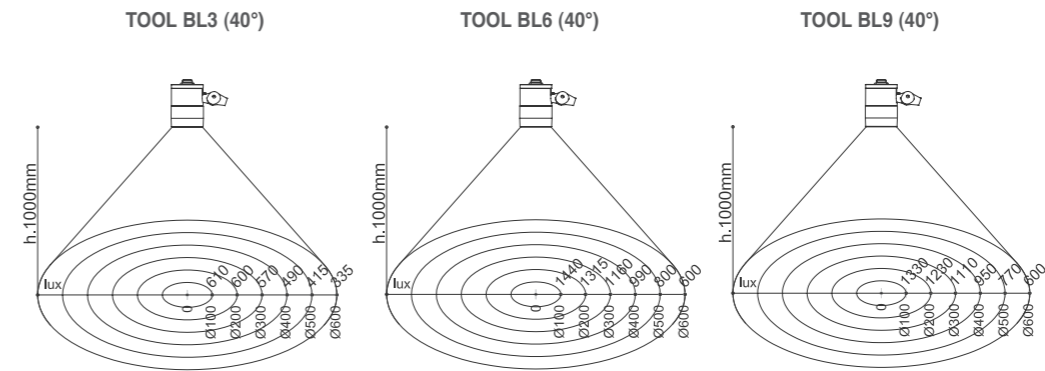 TOOL BL3 (40°)
h.1000mm
lux
610 600 570 490 415 335
0 Ø100 Ø200 Ø300 Ø400 Ø500 Ø600
TOOL BL6 (40°)
h.1000mm
lux
1440 1315 1160 990 800 600
0 Ø100 Ø200 Ø300 Ø400 Ø500 Ø600
TOOL BL9 (40°)
h.1000mm
lux
1330 1230 1110 950 770 600
0 Ø100 Ø200 Ø300 Ø400 Ø500 Ø600